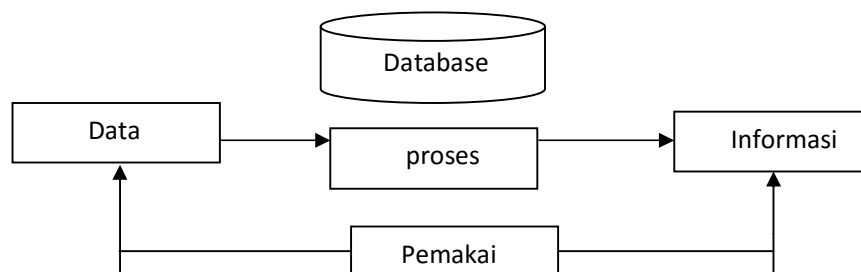 Database
Data
proses
Informasi
Pemakai